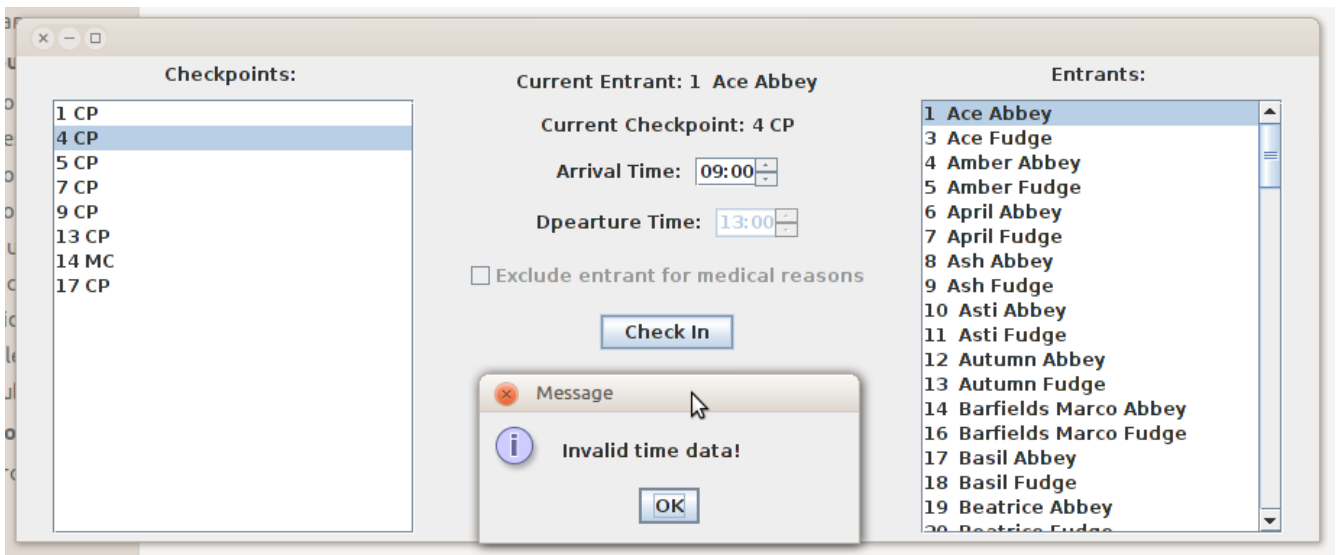 Checkpoints:
1 CP
4 CP
5 CP
7 CP
9 CP
13 CP
14 MC
17 CP
Current Entrant: 1 Ace Abbey
Current Checkpoint: 4 CP
Arrival Time: 09:00
Dpearture Time: 13:00
Exclude entrant for medical reasons
Check In
Message
Invalid time data!
OK
Entrants:
1 Ace Abbey
3 Ace Fudge
4 Amber Abbey
5 Amber Fudge
6 April Abbey
7 April Fudge
8 Ash Abbey
9 Ash Fudge
10 Asti Abbey
11 Asti Fudge
12 Autumn Abbey
13 Autumn Fudge
14 Barfields Marco Abbey
16 Barfields Marco Fudge
17 Basil Abbey
18 Basil Fudge
19 Beatrice Abbey
20 Beatrice Fudge